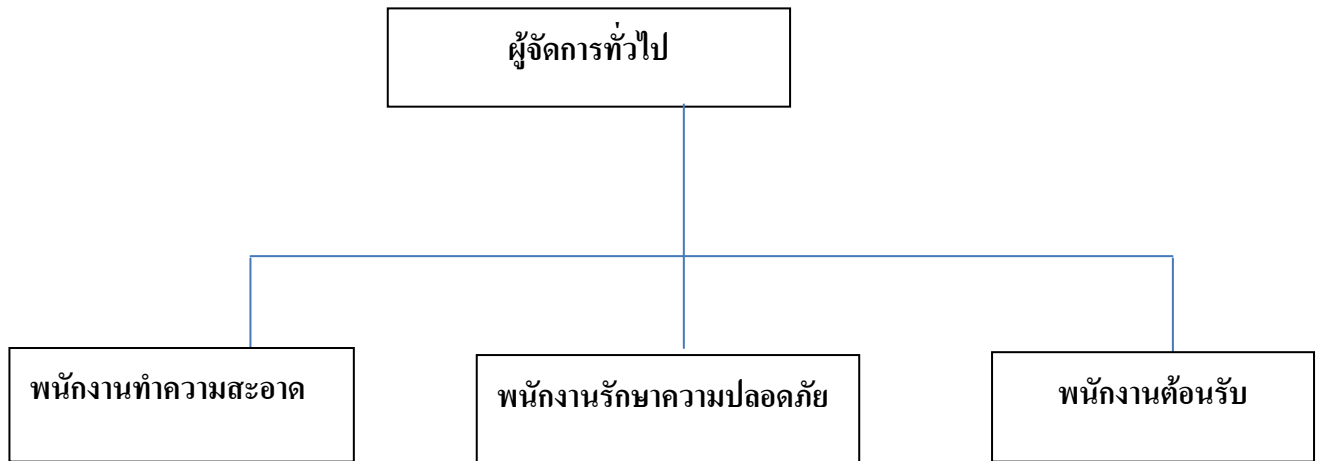 ผู้จัดการทั่วไป
พนักงานทำความสะอาด
พนักงานรักษาความปลอดภัย
พนักงานต้อนรับ